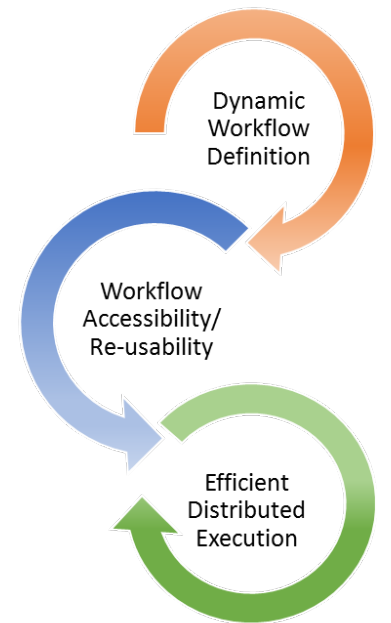 Dynamic
Workflow
Definition
Workflow
Accessibility/
Re-usability
Efficient
Distributed
Execution